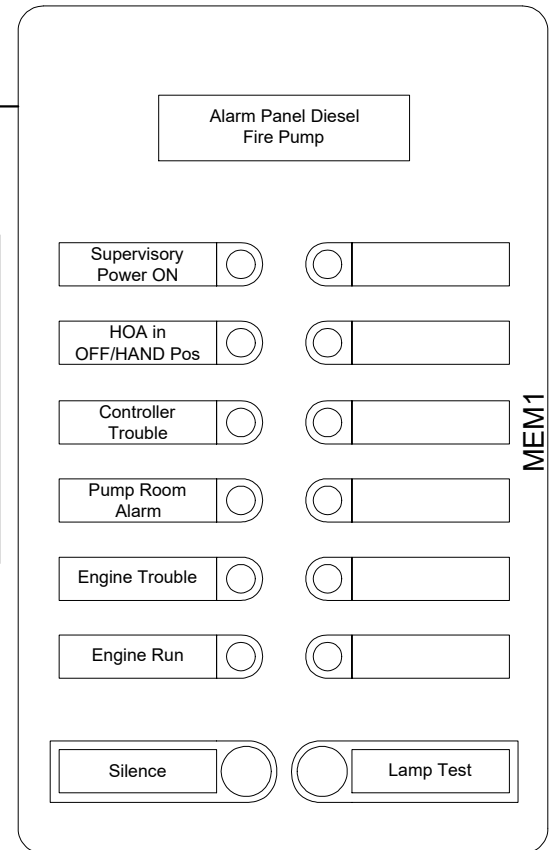 Alarm Panel Diesel
Fire Pump
Supervisory
Power ON
HOA in
OFF/HAND Pos
Controller
Trouble
Pump Room
Alarm
Engine Trouble
Engine Run
Silence
Lamp Test
MEM1